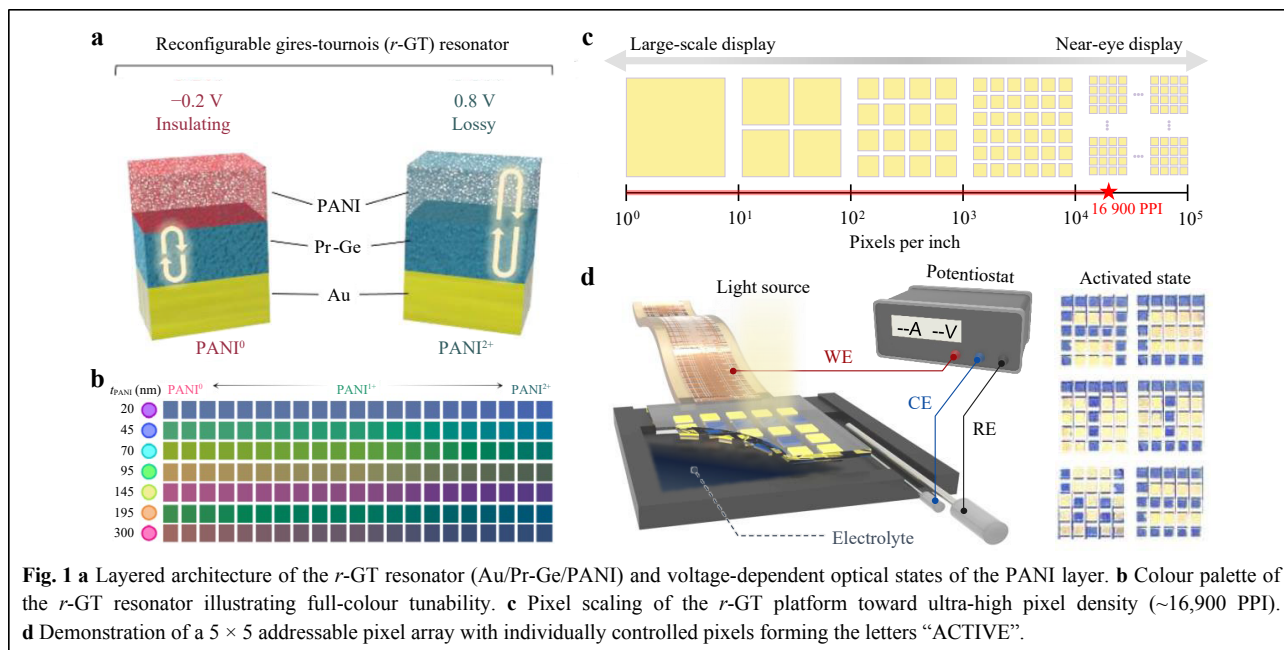 a
Reconfigurable gires-tournois (r-GT) resonator
−0.2 V
Insulating
0.8 V
Lossy
PANI
Pr-Ge
Au
PANI⁰
PANI²⁺
b
tPANI (nm)
PANI⁰
PANI¹⁺
PANI²⁺
20
45
70
95
145
195
300
c
Large-scale display
Near-eye display
10⁰
10¹
10²
10³
10⁴
10⁵
16 900 PPI
Pixels per inch
d
Light source
Potentiostat
Activated state
--A --V
WE
CE
RE
Electrolyte
Fig. 1 a Layered architecture of the r-GT resonator (Au/Pr-Ge/PANI) and voltage-dependent optical states of the PANI layer. b Colour palette of
the r-GT resonator illustrating full-colour tunability. c Pixel scaling of the r-GT platform toward ultra-high pixel density (~16,900 PPI).
d Demonstration of a 5 × 5 addressable pixel array with individually controlled pixels forming the letters “ACTIVE”.